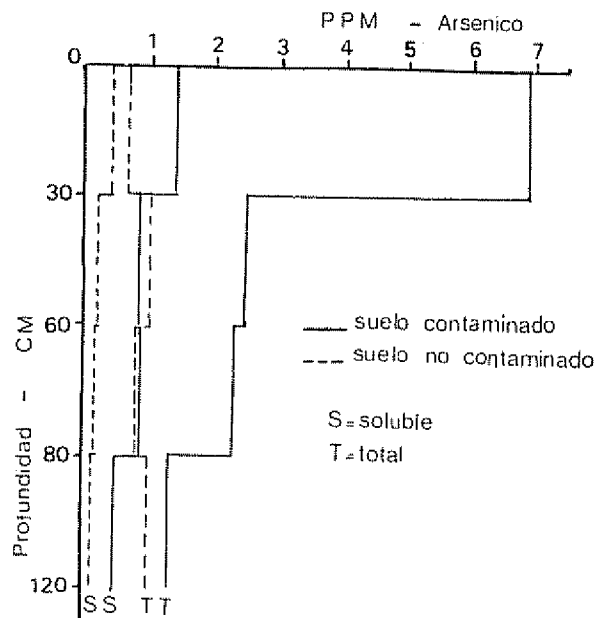 PPM - Arsenico
0 1 2 3 4 5 6 7
30
60
80
120
Profundidad - CM
suelo contaminado
suelo no contaminado
S=soluble
T=total
S S T T